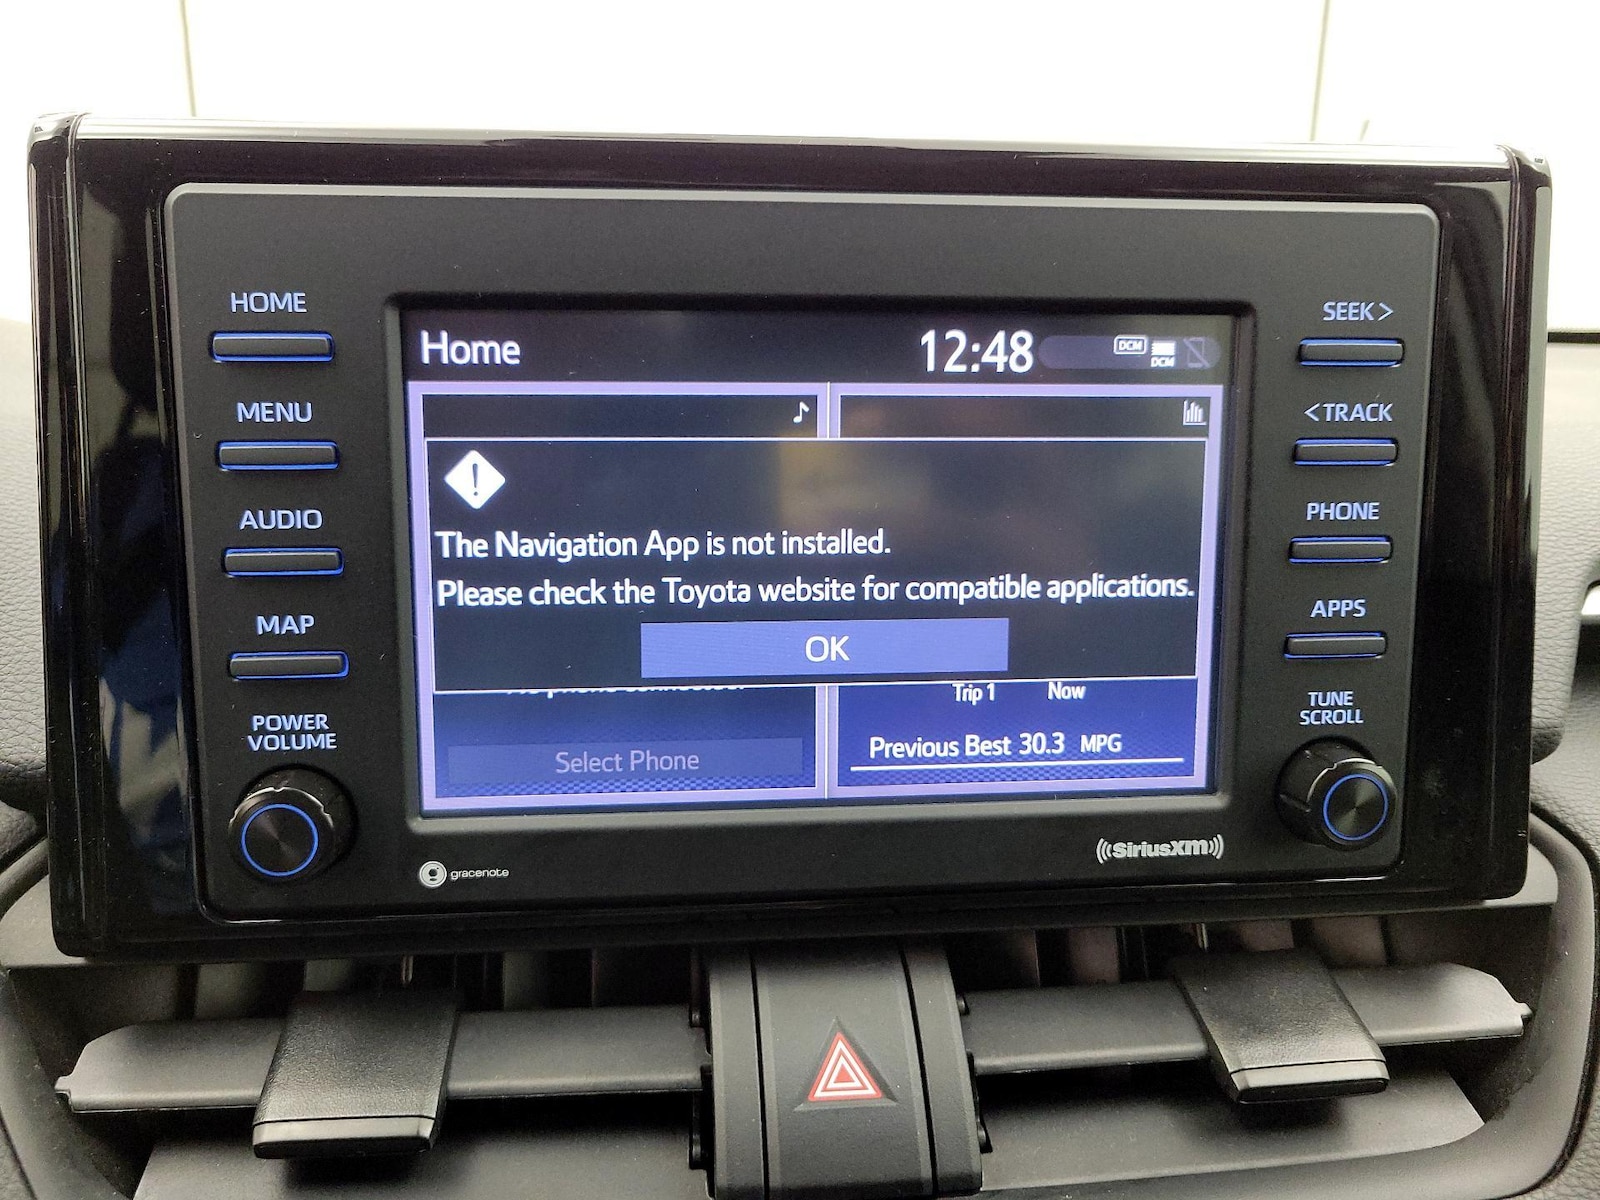 HOME
MENU
AUDIO
MAP
POWER
VOLUME
Home
12:48
DCM
DCM
The Navigation App is not installed.
Please check the Toyota website for compatible applications.
OK
Select Phone
Trip 1 Now
Previous Best 30.3 MPG
SEEK >
< TRACK
PHONE
APPS
TUNE
SCROLL
gracenote
SiriusXM